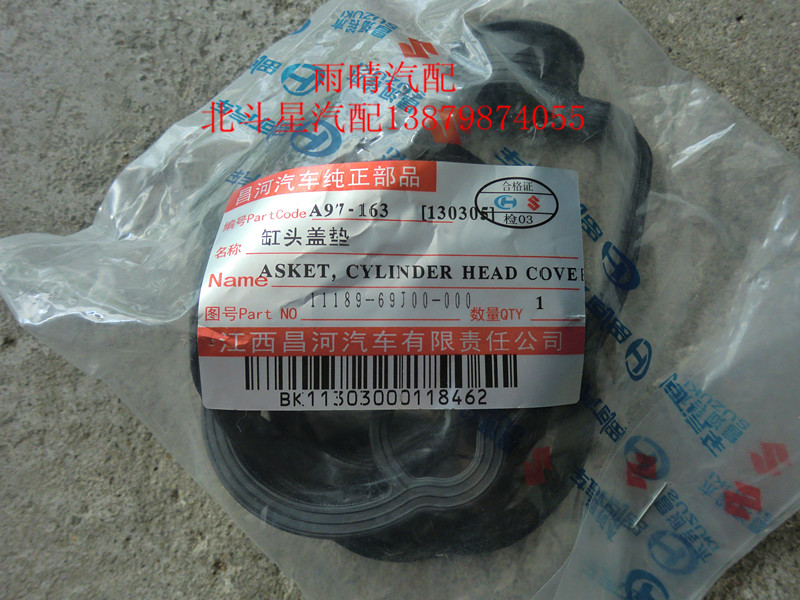 雨晴汽配
北斗星汽配13879874055
昌河汽车纯正部品
合格证
检03
编号PartCode A97-163 [130305]
名称 缸头盖垫
Name ASKET, CYLINDER HEAD COVE
图号Part NO 11189-69J00-000 数量QTY 1
江西昌河汽车有限责任公司
BK11303000118462